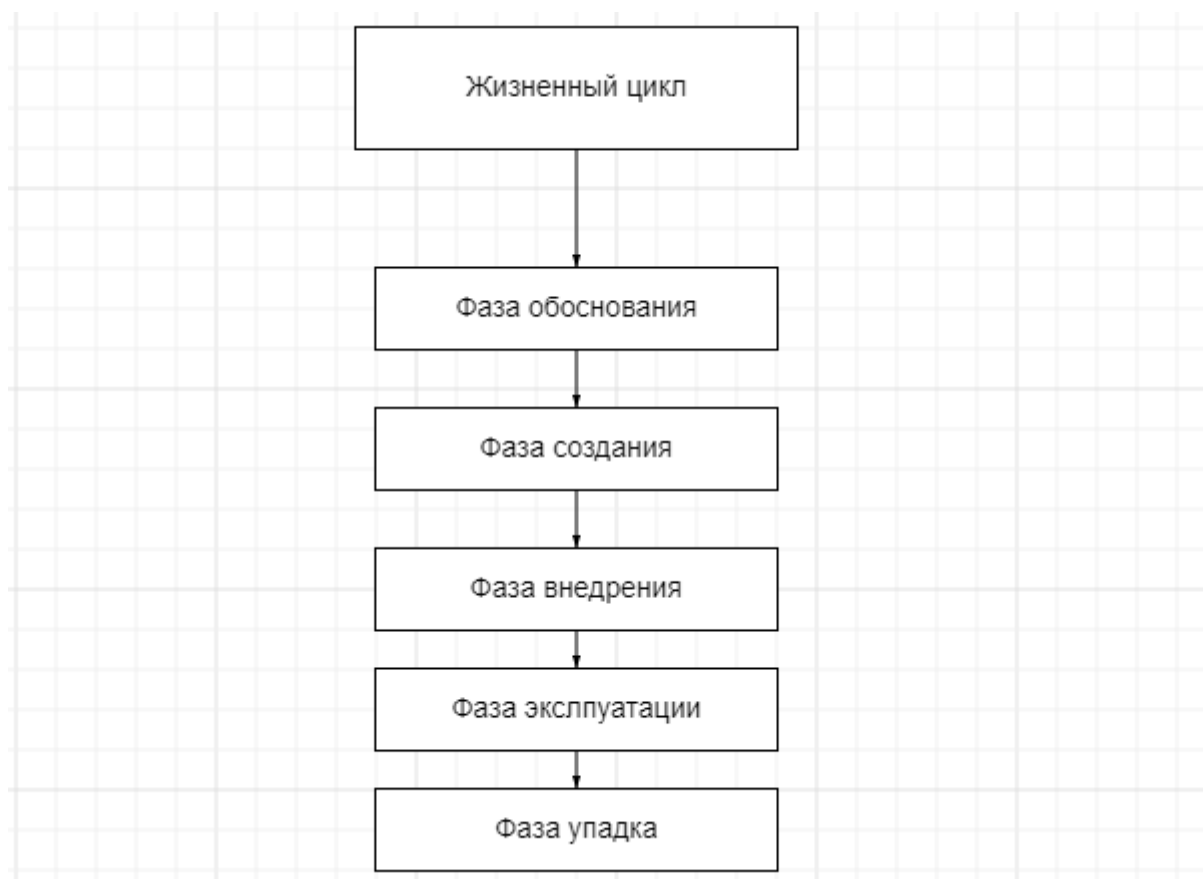 Жизненный цикл
Фаза обоснования
Фаза создания
Фаза внедрения
Фаза экслпуатации
Фаза упадка